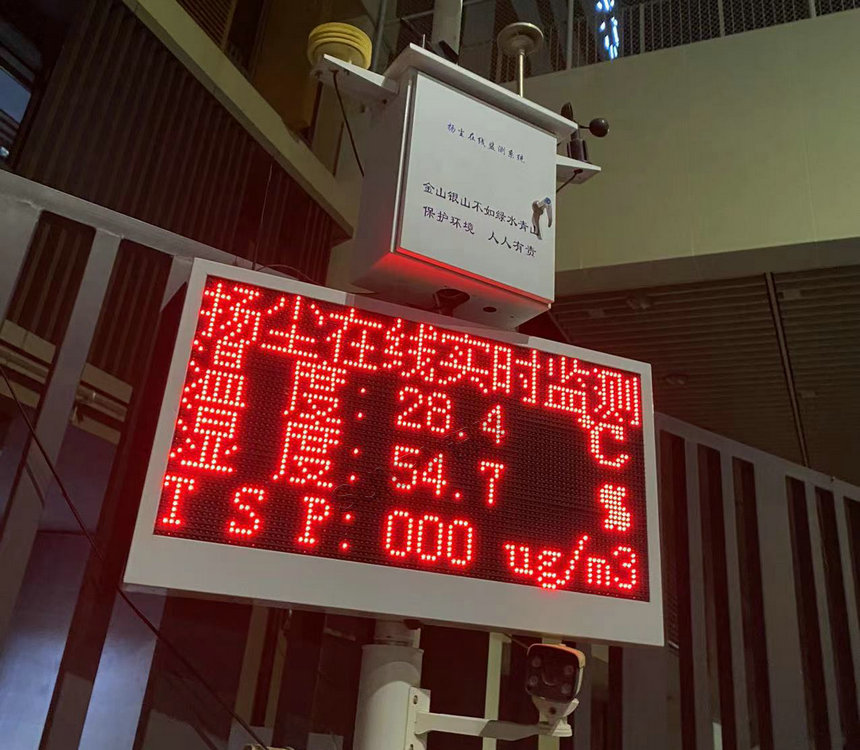 扬尘在线监测系统
金山银山不如绿水青山
保护环境 人人有责
扬尘在线实时监测
温 度: 28.4 ℃
湿 度: 54.7 %
T S P: 000 ug/m3